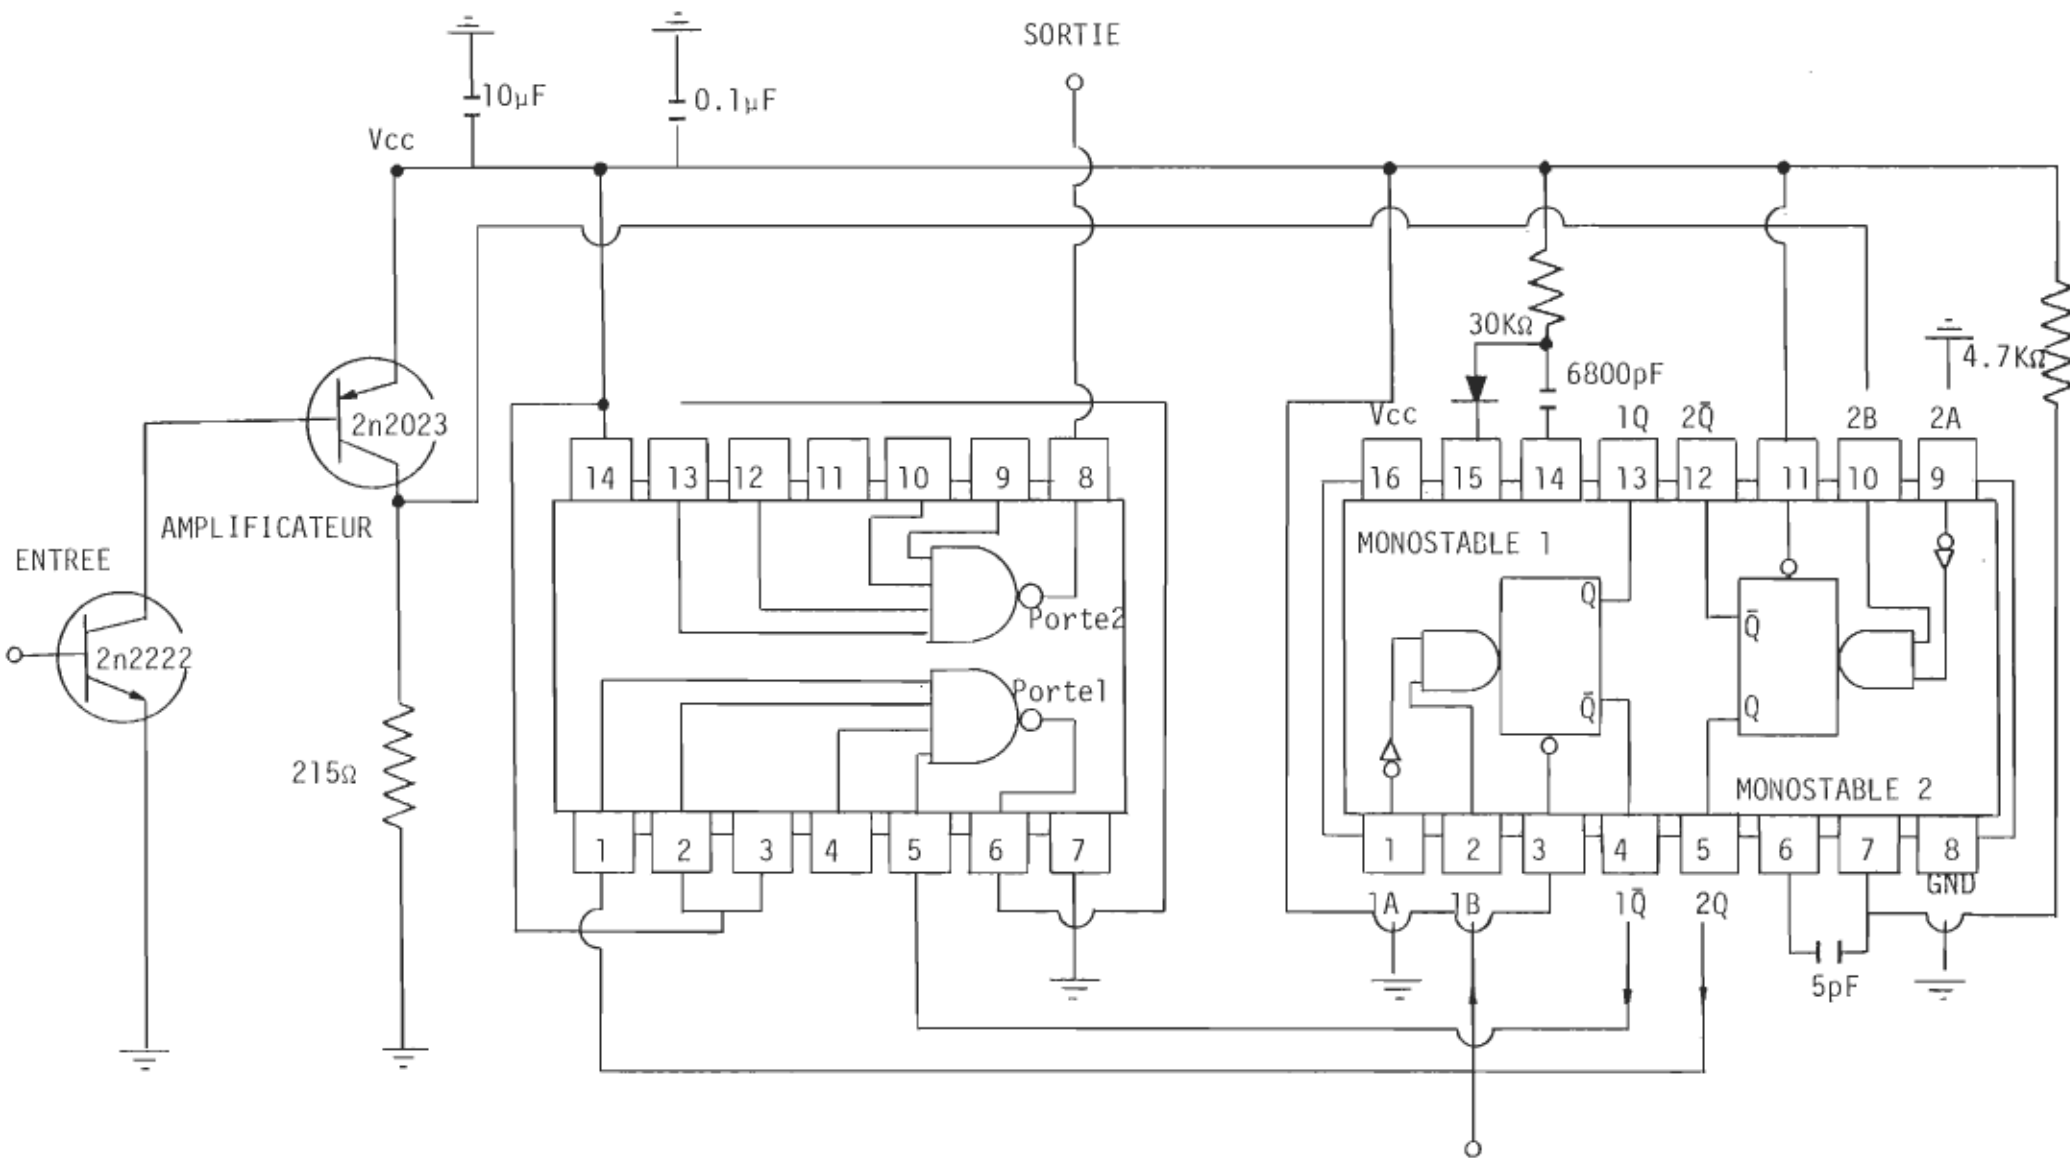 SORTIE
10µF
0.1µF
Vcc
30KΩ
4.7KΩ
6800pF
2n2023
Vcc
1Q
2Q̄
2B
2A
14
13
12
11
10
9
8
16
15
14
13
12
11
10
9
AMPLIFICATEUR
MONOSTABLE 1
ENTREE
Q
Porte2
Q̄
2n2222
Porte1
Q̄
Q
215Ω
MONOSTABLE 2
1
2
3
4
5
6
7
1
2
3
4
5
6
7
8
GND
1A
1B
1Q̄
2Q
5pF